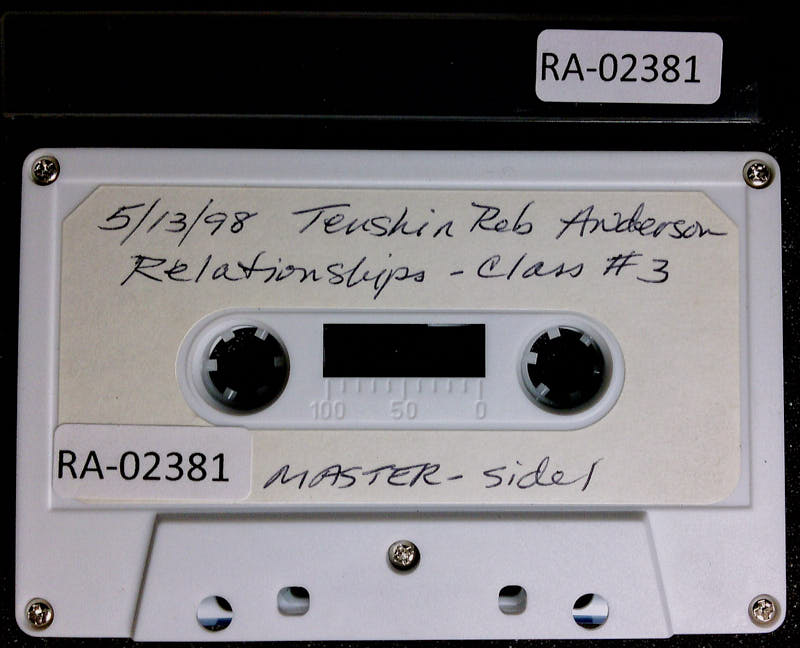 RA-02381
5/13/98 Tenshin Reb Anderson
Relationships - Class #3
100 50 0
RA-02381
MASTER - side 1